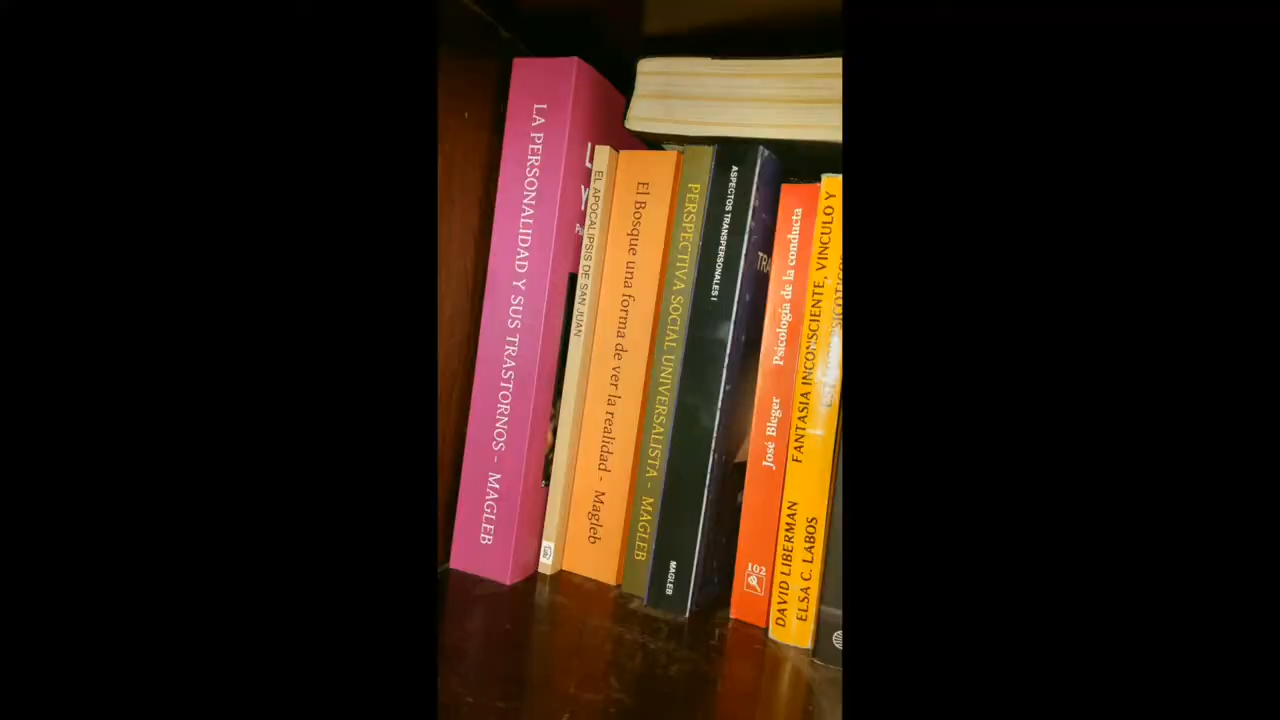 LA PERSONALIDAD Y SUS TRASTORNOS - MAGLEB
EL APOCALIPSIS DE SAN JUAN
El Bosque una forma de ver la realidad - Magleb
PERSPECTIVA SOCIAL UNIVERSALISTA - MAGLEB
ASPECTOS TRANSPERSONALES I
MAGLEB
TRA
José Bleger Psicología de la conducta
102
DAVID LIBERMAN
ELSA C. LABOS
FANTASIA INCONSCIENTE, VINCULO Y